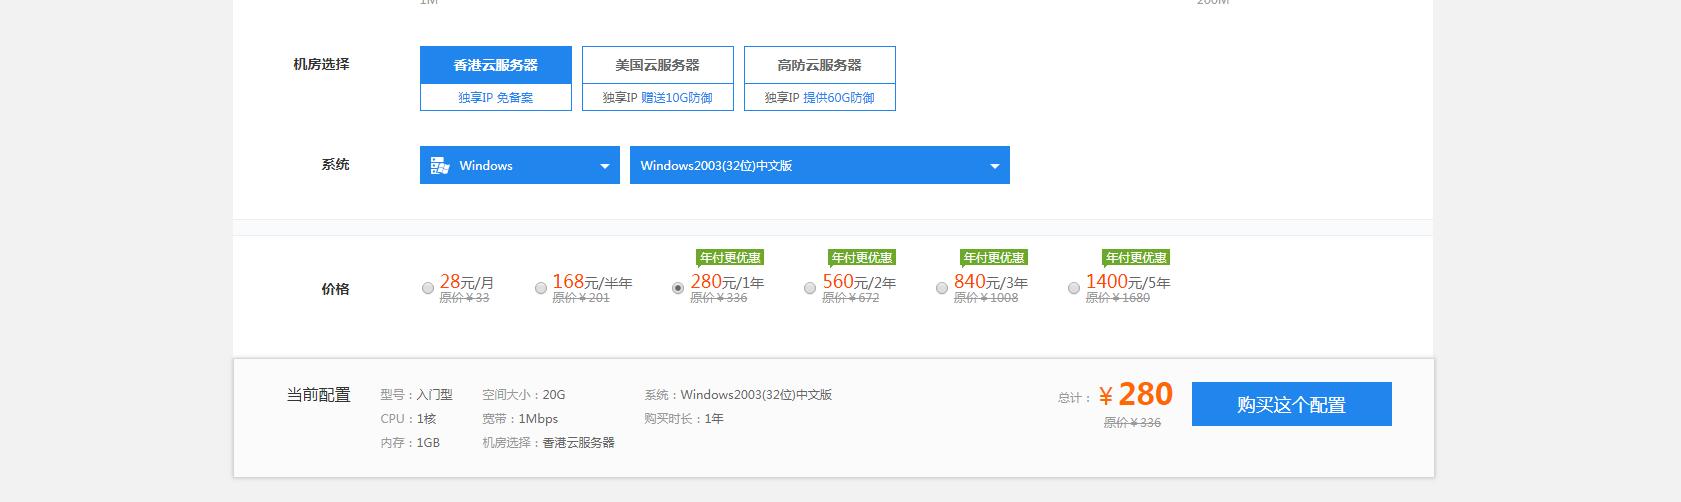 1M 200M
机房选择 香港云服务器 美国云服务器 高防云服务器
独享IP 免备案 独享IP 赠送10G防御 独享IP 提供60G防御
系统 Windows Windows2003(32位)中文版
年付更优惠 年付更优惠 年付更优惠 年付更优惠
价格 28元/月 168元/半年 280元/1年 560元/2年 840元/3年 1400元/5年
原价￥33 原价￥201 原价￥336 原价￥672 原价￥1008 原价￥1680
当前配置 型号：入门型 空间大小：20G 系统：Windows2003(32位)中文版 总计：￥280 购买这个配置
CPU：1核 宽带：1Mbps 购买时长：1年 原价￥336
内存：1GB 机房选择：香港云服务器